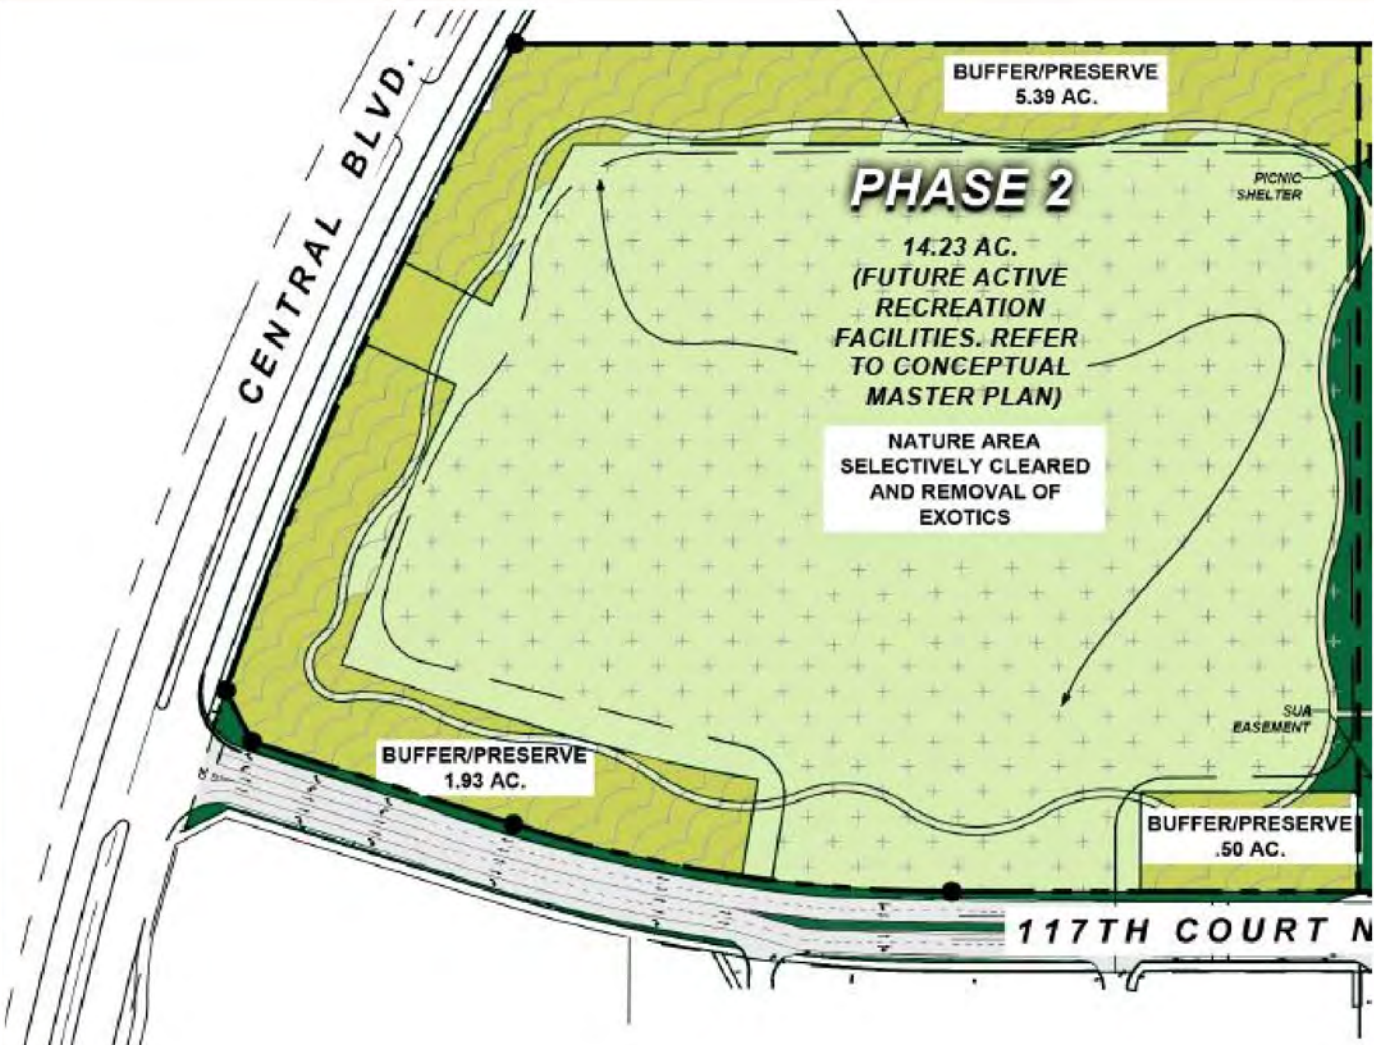 BUFFER/PRESERVE
5.39 AC.
CENTRAL BLVD.
PHASE 2
PICNIC
SHELTER
14.23 AC.
(FUTURE ACTIVE
RECREATION
FACILITIES. REFER
TO CONCEPTUAL
MASTER PLAN)
NATURE AREA
SELECTIVELY CLEARED
AND REMOVAL OF
EXOTICS
SUA
EASEMENT
BUFFER/PRESERVE
1.93 AC.
BUFFER/PRESERVE
.50 AC.
117TH COURT N